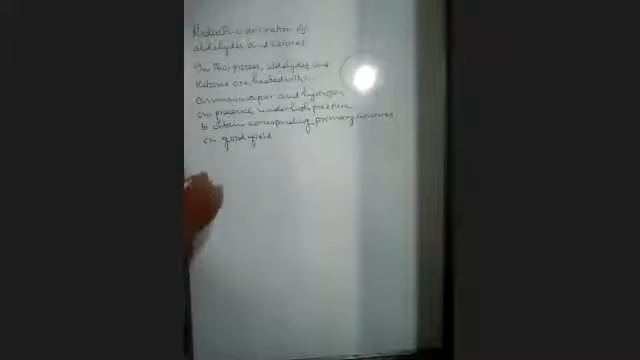 Reductive amination of
aldehydes and ketones
In this process, aldehydes and
ketones are heated with
ammonia vapor and hydrogen
in presence under high pressure
to obtain corresponding primary amines
in good yield